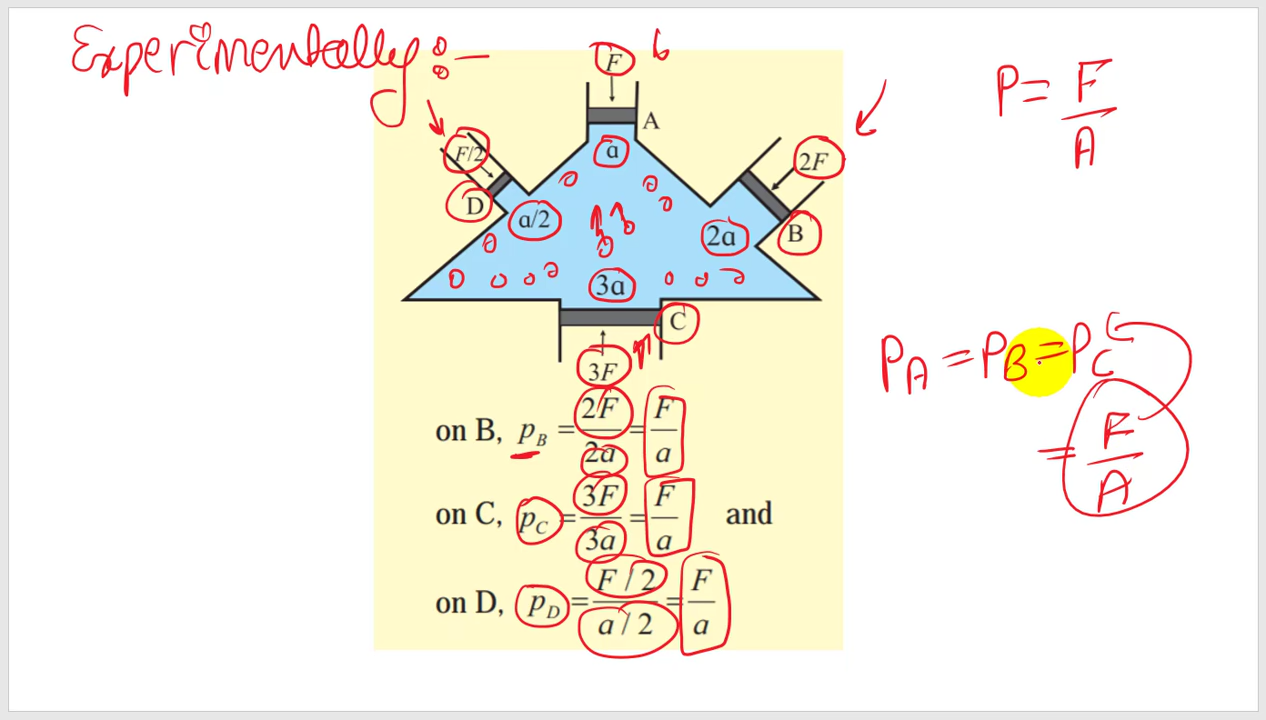 Experimentally :-
F
P = F/A
A
F/2
a
2F
D
a/2
2a
B
3a
C
P_A = P_B = P_C
3F
= F/A
on B, p_B = 2F/2a = F/a
on C, p_C = 3F/3a = F/a and
on D, p_D = F/2 / a/2 = F/a